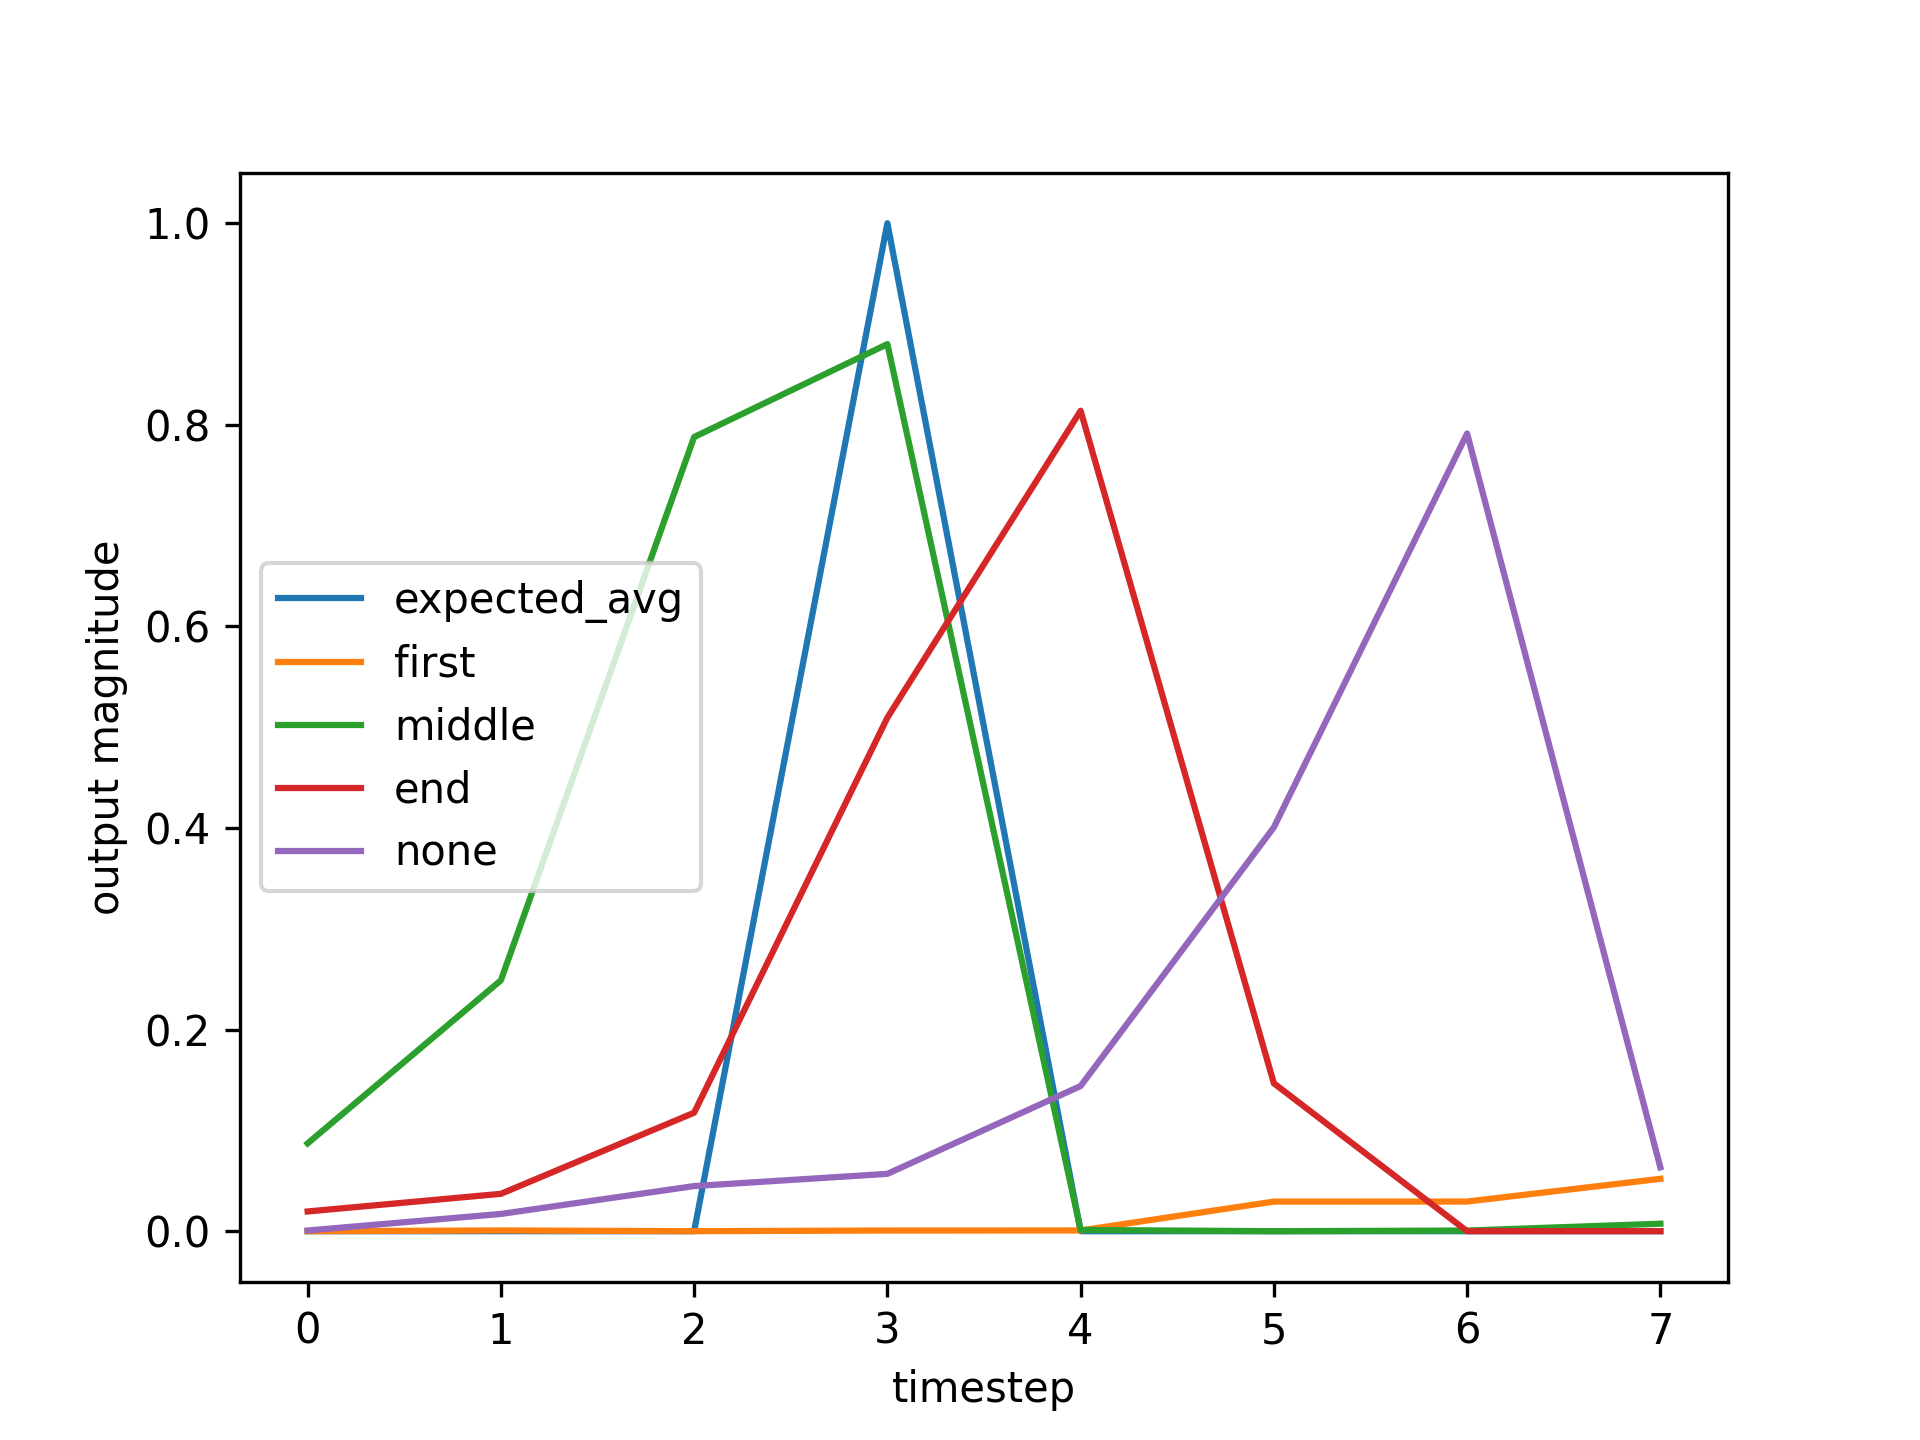 1.0
0.8
0.6
0.4
0.2
0.0
output magnitude
expected_avg
first
middle
end
none
0 1 2 3 4 5 6 7
timestep